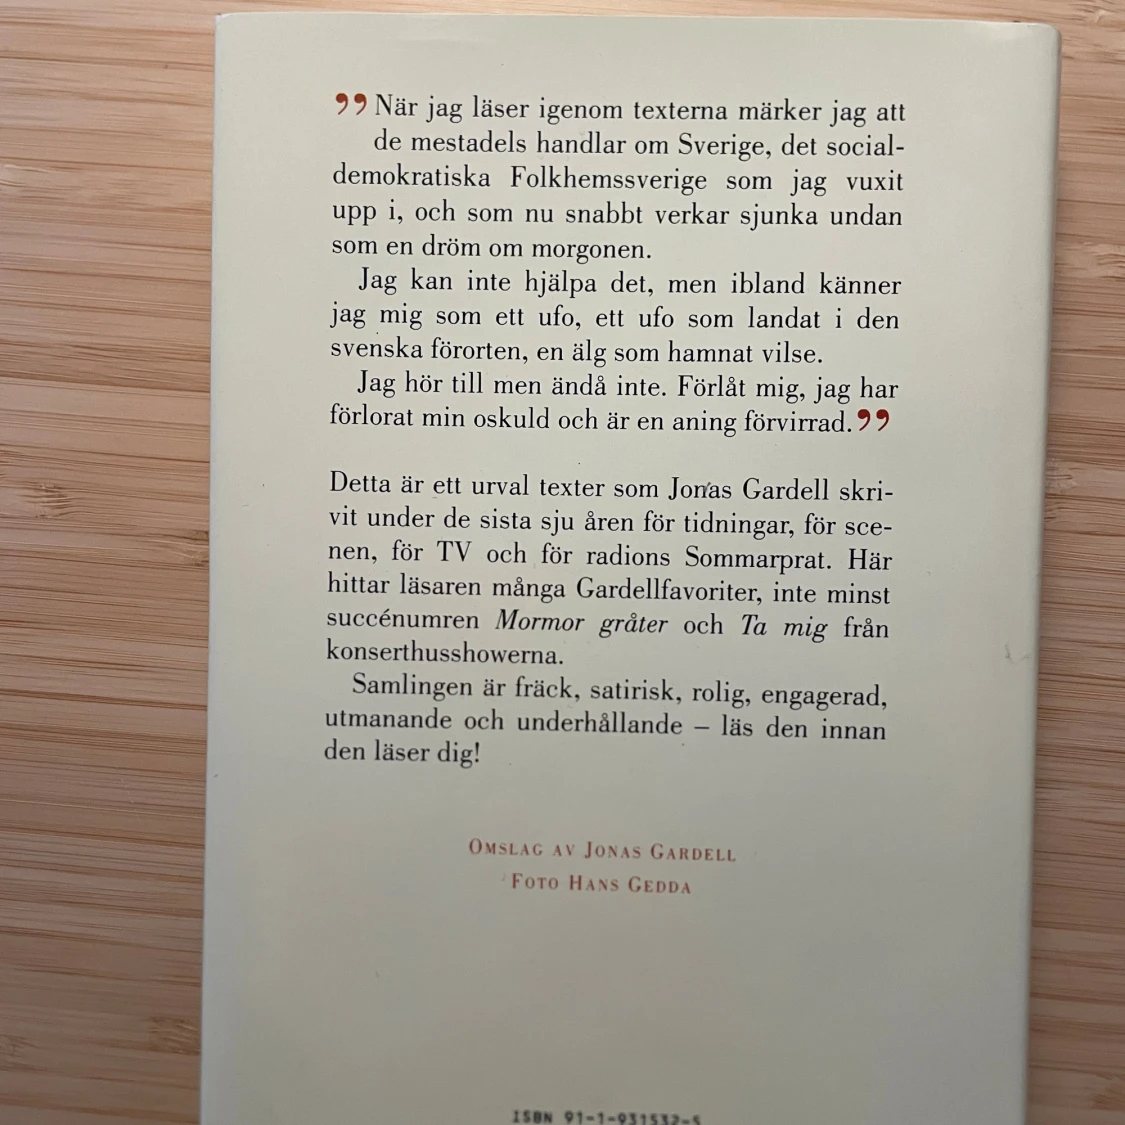 ”När jag läser igenom texterna märker jag att
de mestadels handlar om Sverige, det social-
demokratiska Folkhemssverige som jag vuxit
upp i, och som nu snabbt verkar sjunka undan
som en dröm om morgonen.
Jag kan inte hjälpa det, men ibland känner
jag mig som ett ufo, ett ufo som landat i den
svenska förorten, en älg som hamnat vilse.
Jag hör till men ändå inte. Förlåt mig, jag har
förlorat min oskuld och är en aning förvirrad.”
Detta är ett urval texter som Jonas Gardell skri-
vit under de sista sju åren för tidningar, för sce-
nen, för TV och för radions Sommarprat. Här
hittar läsaren många Gardellfavoriter, inte minst
succénumren Mormor gråter och Ta mig från
konserthusshowerna.
Samlingen är fräck, satirisk, rolig, engagerad,
utmanande och underhållande – läs den innan
den läser dig!
OMSLAG AV JONAS GARDELL
FOTO HANS GEDDA
ISBN 91-1-931532-5